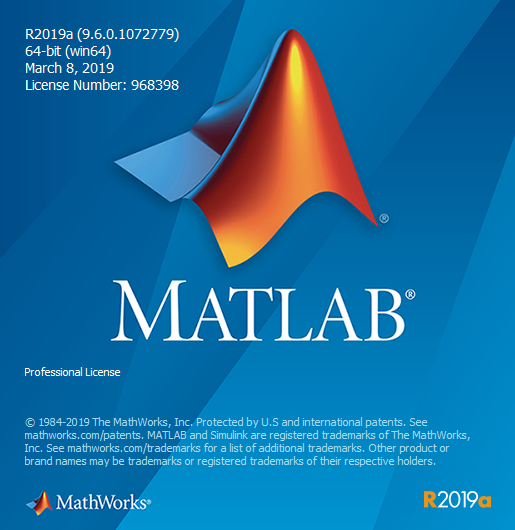 R2019a (9.6.0.1072779)
64-bit (win64)
March 8, 2019
License Number: 968398
®
MATLAB®
Professional License
© 1984-2019 The MathWorks, Inc. Protected by U.S and international patents. See
mathworks.com/patents. MATLAB and Simulink are registered trademarks of The MathWorks,
Inc. See mathworks.com/trademarks for a list of additional trademarks. Other product or
brand names may be trademarks or registered trademarks of their respective holders.
MathWorks®
R2019a